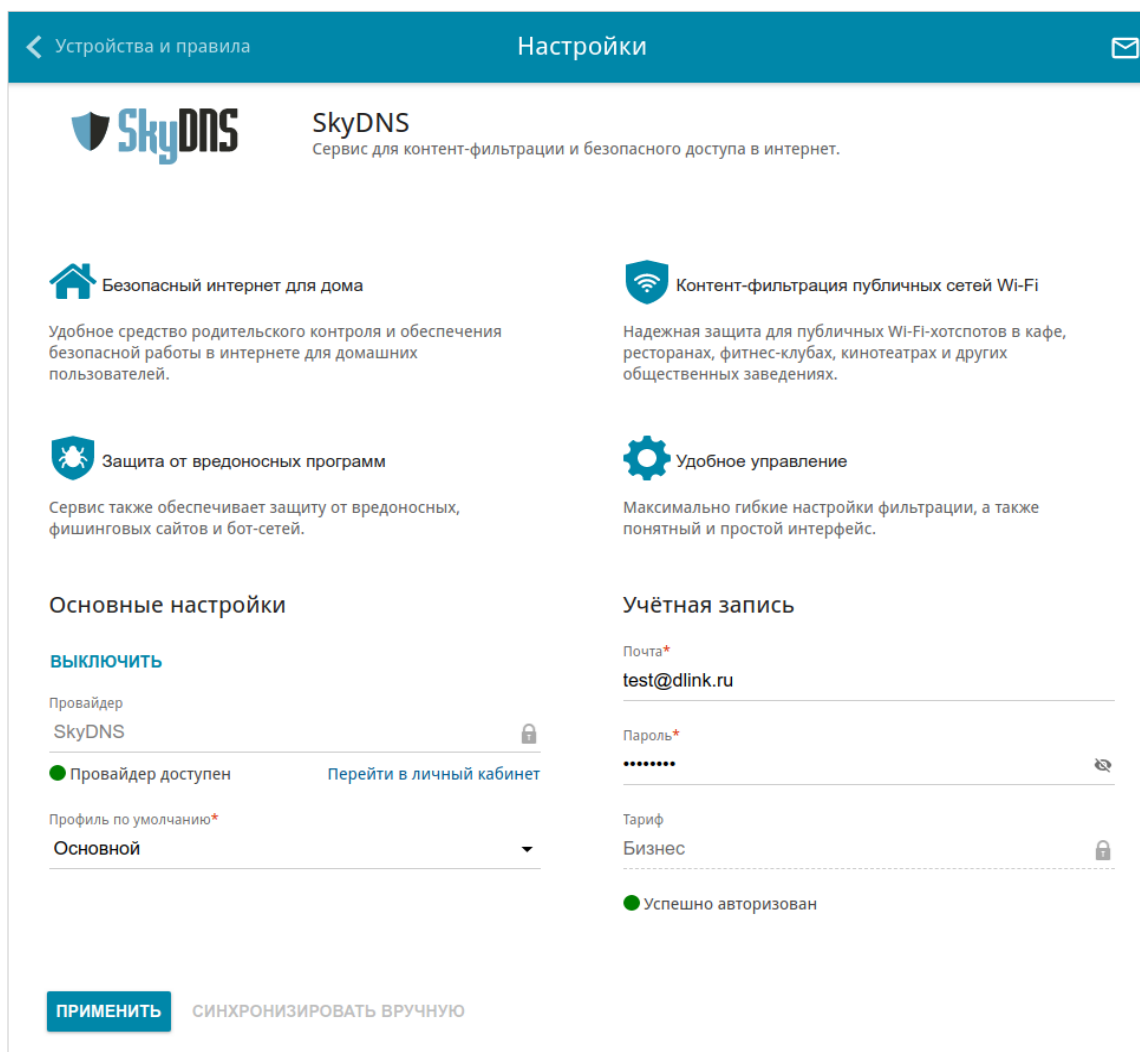 Устройства и правила
Настройки
SkyDNS
SkyDNS
Сервис для контент-фильтрации и безопасного доступа в интернет.
Безопасный интернет для дома
Удобное средство родительского контроля и обеспечения
безопасной работы в интернете для домашних
пользователей.
Контент-фильтрация публичных сетей Wi-Fi
Надежная защита для публичных Wi-Fi-хотспотов в кафе,
ресторанах, фитнес-клубах, кинотеатрах и других
общественных заведениях.
Защита от вредоносных программ
Сервис также обеспечивает защиту от вредоносных,
фишинговых сайтов и бот-сетей.
Удобное управление
Максимально гибкие настройки фильтрации, а также
понятный и простой интерфейс.
Основные настройки
ВЫКЛЮЧИТЬ
Провайдер
SkyDNS
Провайдер доступен
Перейти в личный кабинет
Профиль по умолчанию*
Основной
Учётная запись
Почта*
test@dlink.ru
Пароль*
••••••••
Тариф
Бизнес
Успешно авторизован
ПРИМЕНИТЬ
СИНХРОНИЗИРОВАТЬ ВРУЧНУЮ